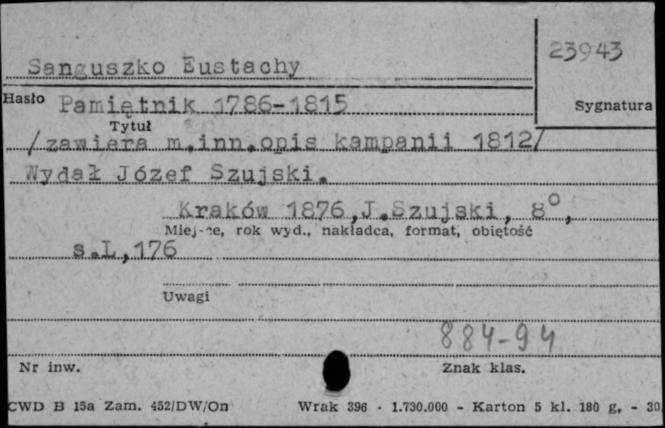 23943
Sanguszko Eustachy
Hasło Pamiętnik 1786-1815 Sygnatura
Tytuł
/zawiera m.inn.opis kampanii 1812/
Wydał Józef Szujski.
Kraków 1876,J.Szujski, 8°,
Miejsce, rok wyd., nakładca, format, objętość
s.L,176
Uwagi
884-94
Nr inw. Znak klas.
CWD B 15a Zam. 452/DW/On Wrak 396 · 1.730.000 - Karton 5 kl. 180 g, - 30